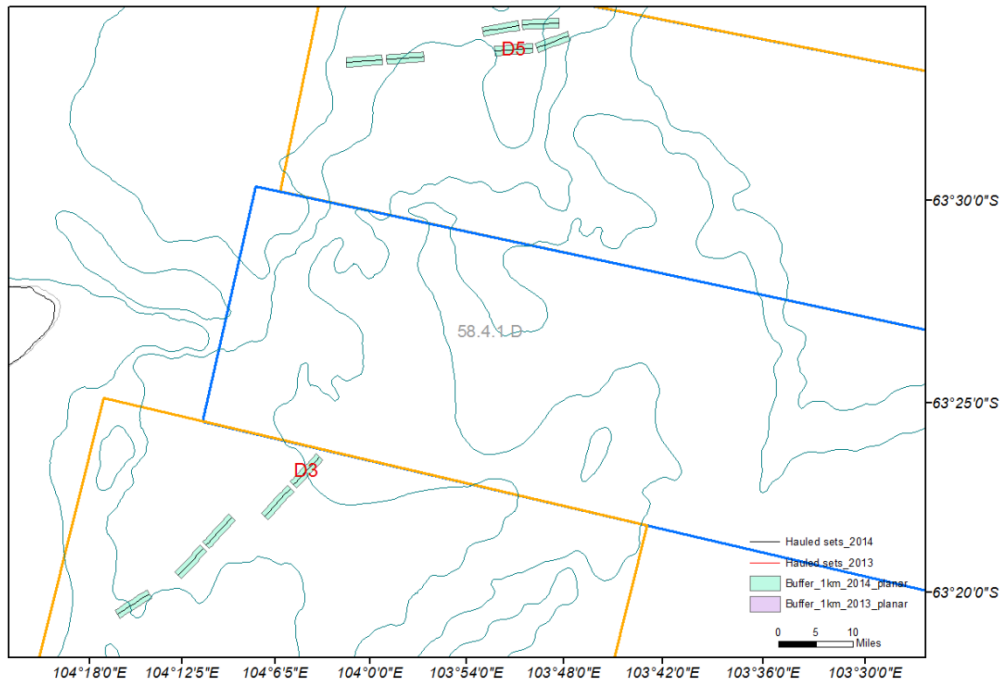 D5
63°30'0"S
58.4.1 D
63°25'0"S
D3
Hauled sets_2014
Hauled sets_2013
Buffer_1km_2014_planar
Buffer_1km_2013_planar
63°20'0"S
0 5 10
Miles
104°18'0"E 104°12'0"E 104°6'5"E 104°0'0"E 103°54'0"E 103°48'0"E 103°42'0"E 103°36'0"E 103°30'0"E